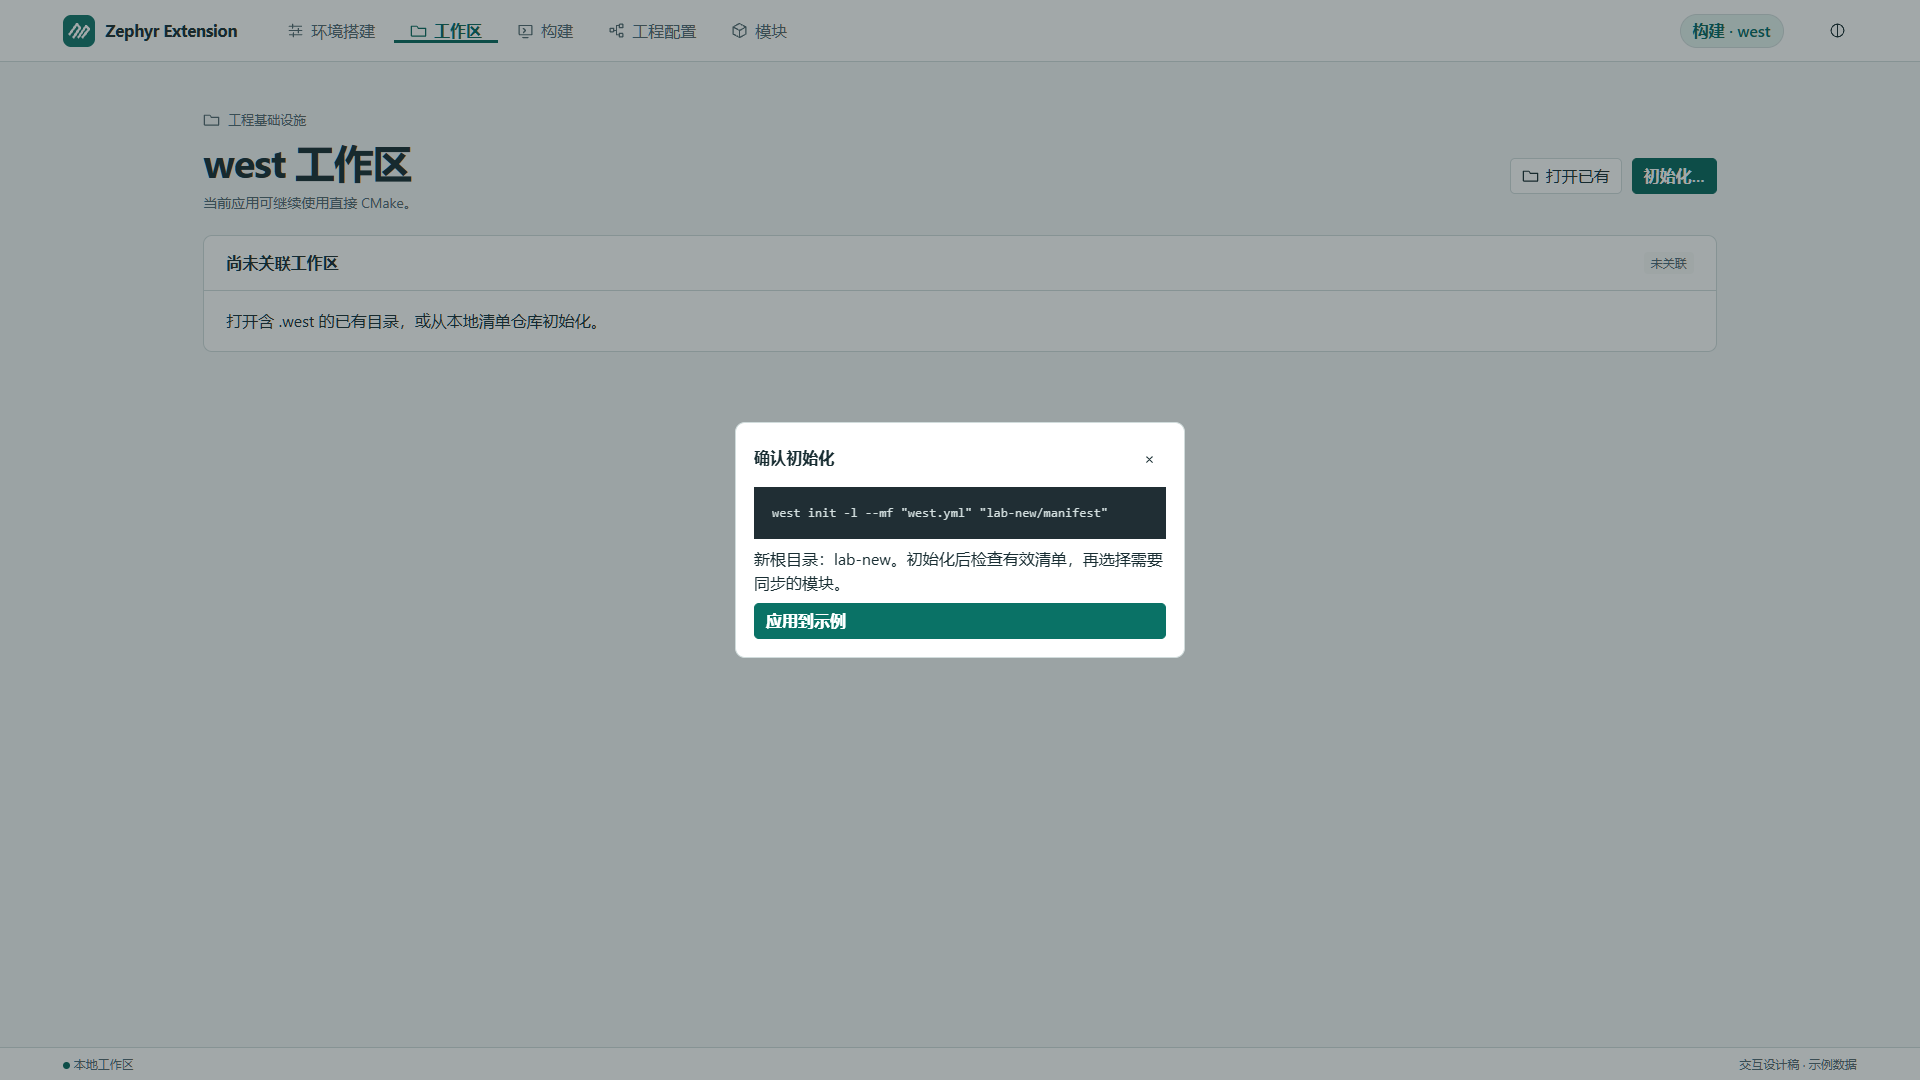 Zephyr Extension
环境搭建
工作区
构建
工程配置
模块
构建 · west
工程基础设施
west 工作区
当前应用可继续使用直接 CMake。
打开已有
初始化...
尚未关联工作区
未关联
打开含 .west 的已有目录，或从本地清单仓库初始化。
确认初始化
×
west init -l --mf "west.yml" "lab-new/manifest"
新根目录：lab-new。初始化后检查有效清单，再选择需要
同步的模块。
应用到示例
本地工作区
交互设计稿 · 示例数据